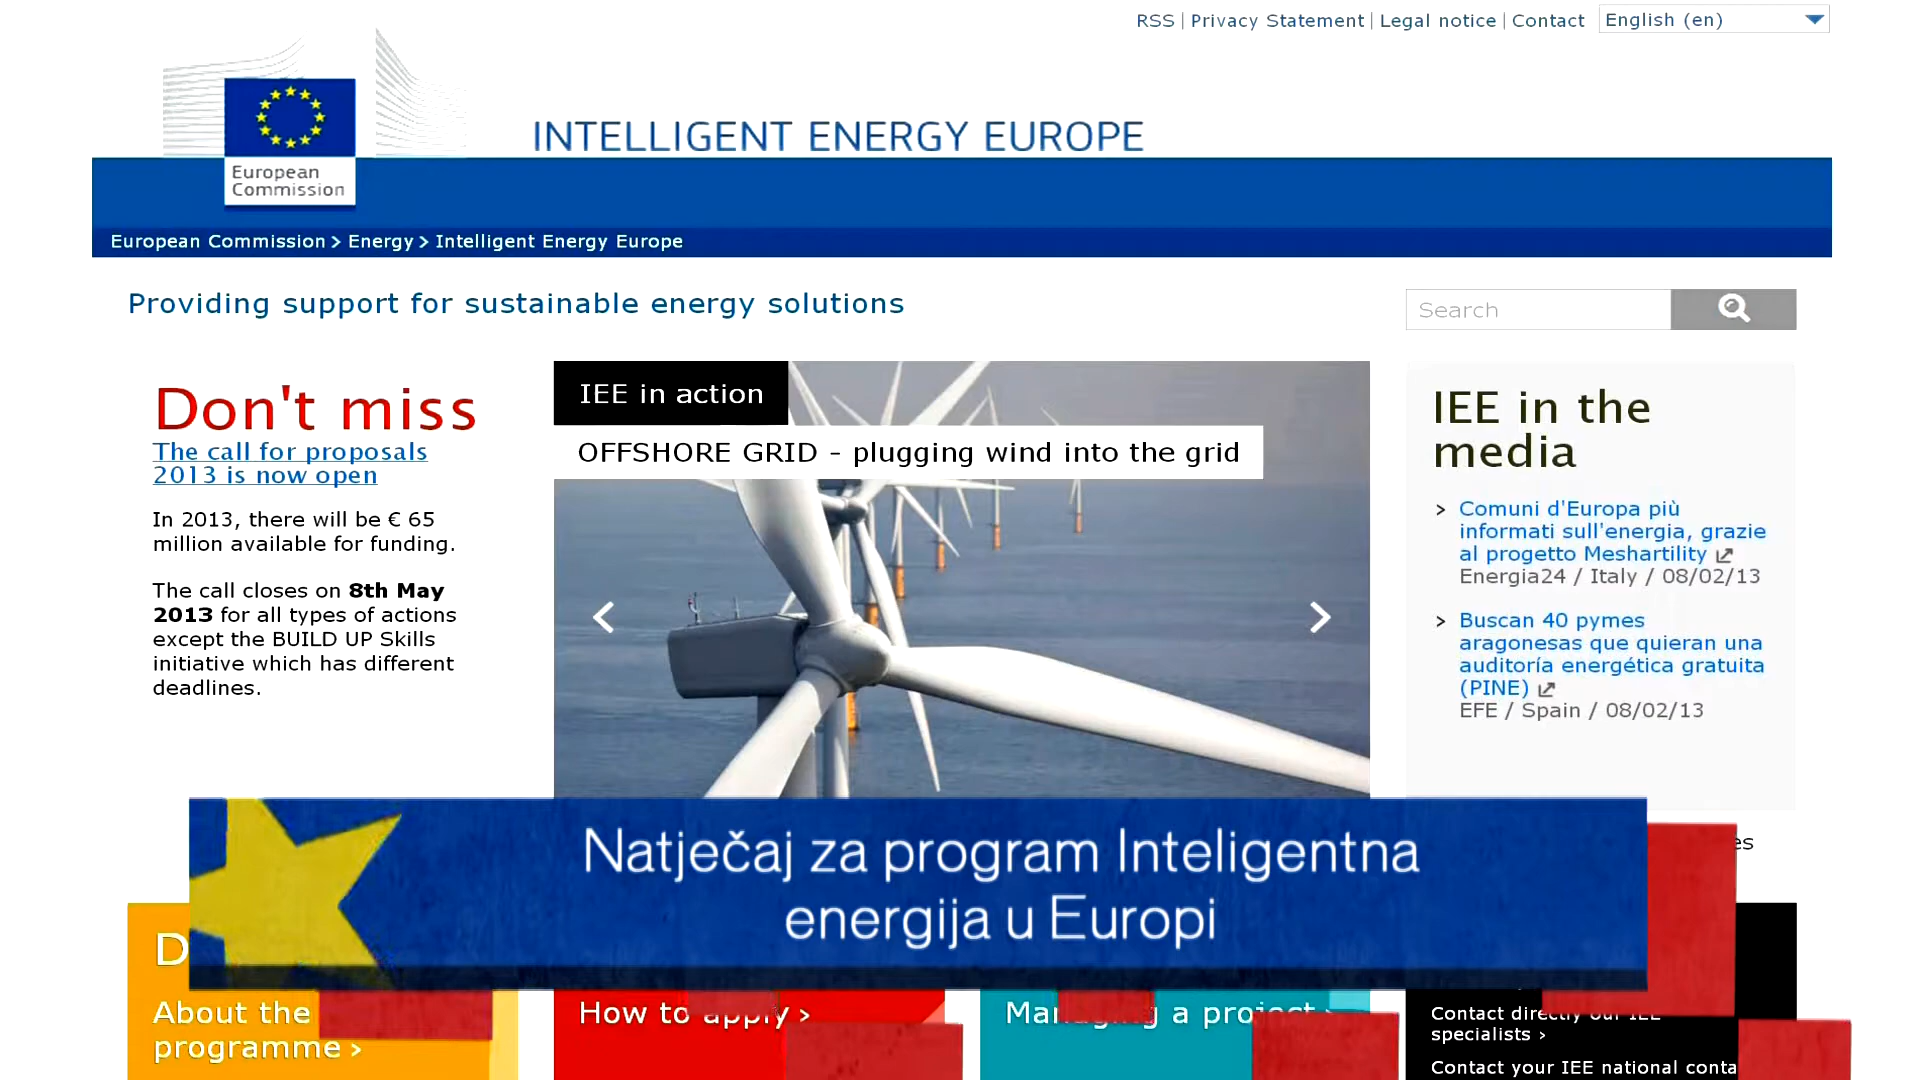 RSS | Privacy Statement | Legal notice | Contact English (en)
INTELLIGENT ENERGY EUROPE
European
Commission
European Commission > Energy > Intelligent Energy Europe
Providing support for sustainable energy solutions
Search
Don't miss
The call for proposals
2013 is now open
In 2013, there will be € 65
million available for funding.
The call closes on 8th May
2013 for all types of actions
except the BUILD UP Skills
initiative which has different
deadlines.
IEE in action
OFFSHORE GRID - plugging wind into the grid
IEE in the
media
> Comuni d'Europa più
informati sull'energia, grazie
al progetto Meshartility
Energia24 / Italy / 08/02/13
> Buscan 40 pymes
aragonesas que quieran una
auditoría energética gratuita
(PINE)
EFE / Spain / 08/02/13
Natječaj za program Inteligentna
energija u Europi
About the
programme >
How to apply >
Managing a project >
Contact directly our IEE
specialists >
Contact your IEE national